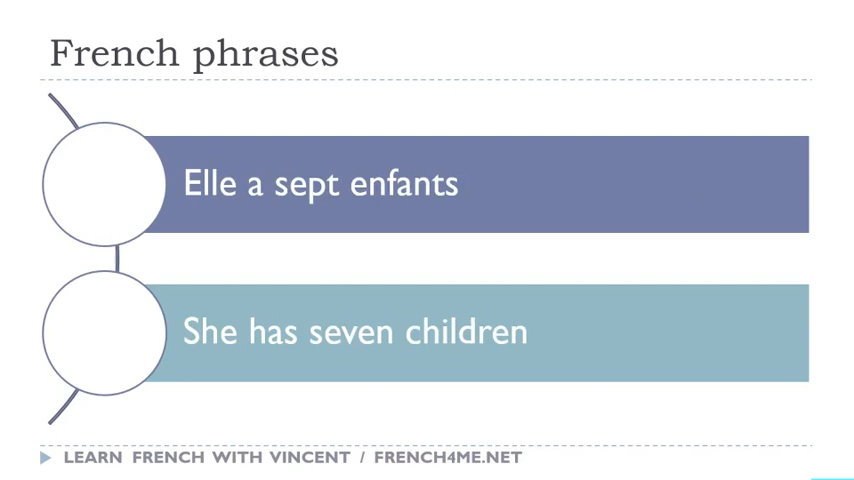 French phrases
Elle a sept enfants
She has seven children
LEARN FRENCH WITH VINCENT / FRENCH4ME.NET